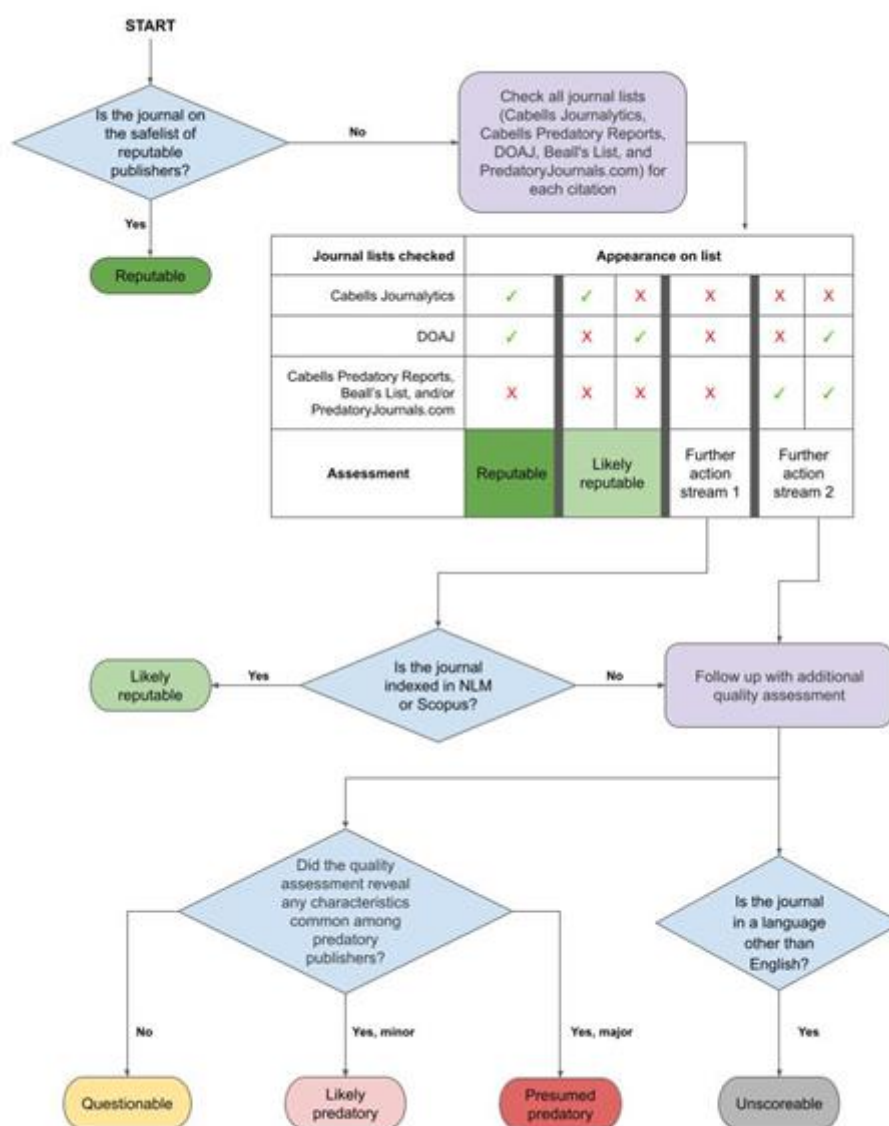 START
Is the journal on
the safelist of
reputable
publishers?
No
Check all journal lists
(Cabells Journalytics,
Cabells Predatory Reports,
DOAJ, Beall's List, and
PredatoryJournals.com) for
each citation
Yes
Reputable
Journal lists checked
Appearance on list
Cabells Journalytics
✓ ✓ X X X X
DOAJ
✓ X ✓ X X ✓
Cabells Predatory Reports,
Beall's List, and/or
PredatoryJournals.com
X X X X ✓ ✓
Assessment
Reputable
Likely
reputable
Further
action
stream 1
Further
action
stream 2
Likely
reputable
Yes
Is the journal
indexed in NLM
or Scopus?
No
Follow up with additional
quality assessment
Did the quality
assessment reveal
any characteristics
common among
predatory
publishers?
Is the journal
in a language
other than
English?
No
Yes, minor
Yes, major
Yes
Questionable
Likely
predatory
Presumed
predatory
Unscoreable